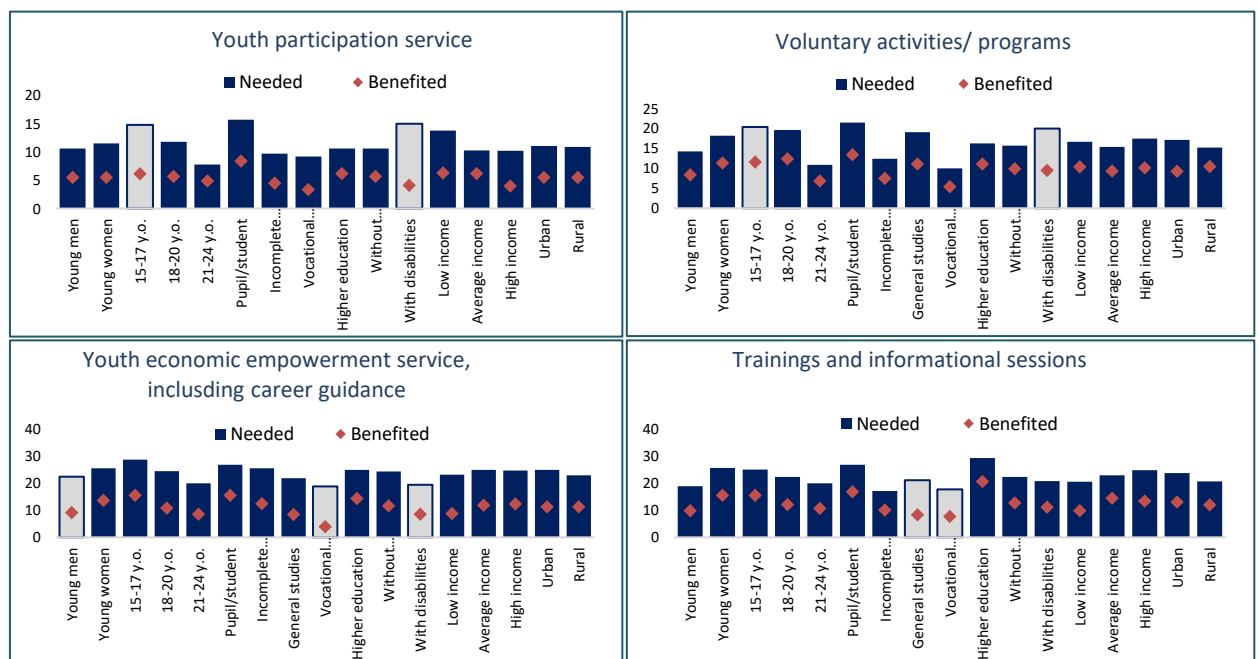 Youth participation service
Needed Benefited
20
15
10
5
0
Young men
Young women
15-17 y.o.
18-20 y.o.
21-24 y.o.
Pupil/student
Incomplete…
Vocational…
Higher education
Without…
With disabilities
Low income
Average income
High income
Urban
Rural
Voluntary activities/ programs
Needed Benefited
25
20
15
10
5
0
Young men
Young women
15-17 y.o.
18-20 y.o.
21-24 y.o.
Pupil/student
Incomplete…
General studies
Vocational…
Higher education
Without…
With disabilities
Low income
Average income
High income
Urban
Rural
Youth economic empowerment service,
inclusding career guidance
Needed Benefited
40
30
20
10
0
Young men
Young women
15-17 y.o.
18-20 y.o.
21-24 y.o.
Pupil/student
Incomplete…
General studies
Vocational…
Higher education
Without…
With disabilities
Low income
Average income
High income
Urban
Rural
Trainings and informational sessions
Needed Benefited
40
30
20
10
0
Young men
Young women
15-17 y.o.
18-20 y.o.
21-24 y.o.
Pupil/student
Incomplete…
General studies
Vocational…
Higher education
Without…
With disabilities
Low income
Average income
High income
Urban
Rural